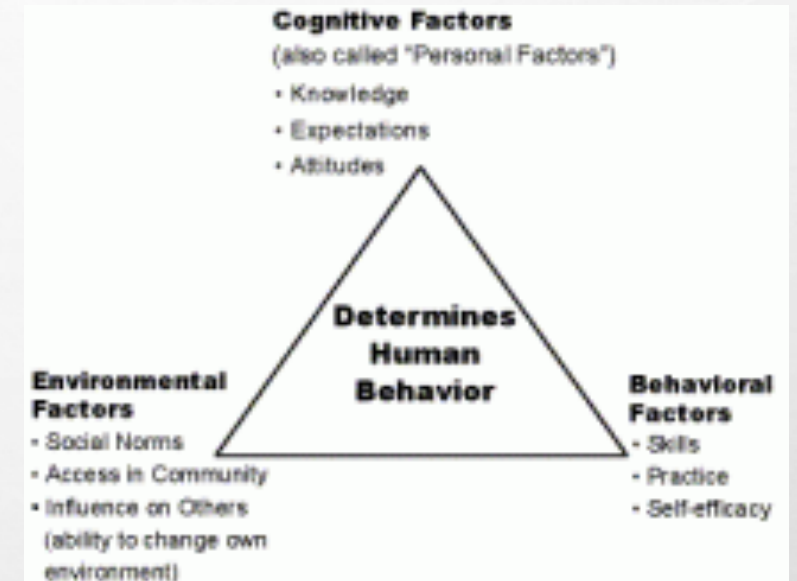 Cognitive Factors
(also called "Personal Factors")
• Knowledge
• Expectations
• Attitudes
Determines
Human
Behavior
Environmental
Factors
• Social Norms
• Access in Community
• Influence on Others
(ability to change own
environment)
Behavioral
Factors
• Skills
• Practice
• Self-efficacy